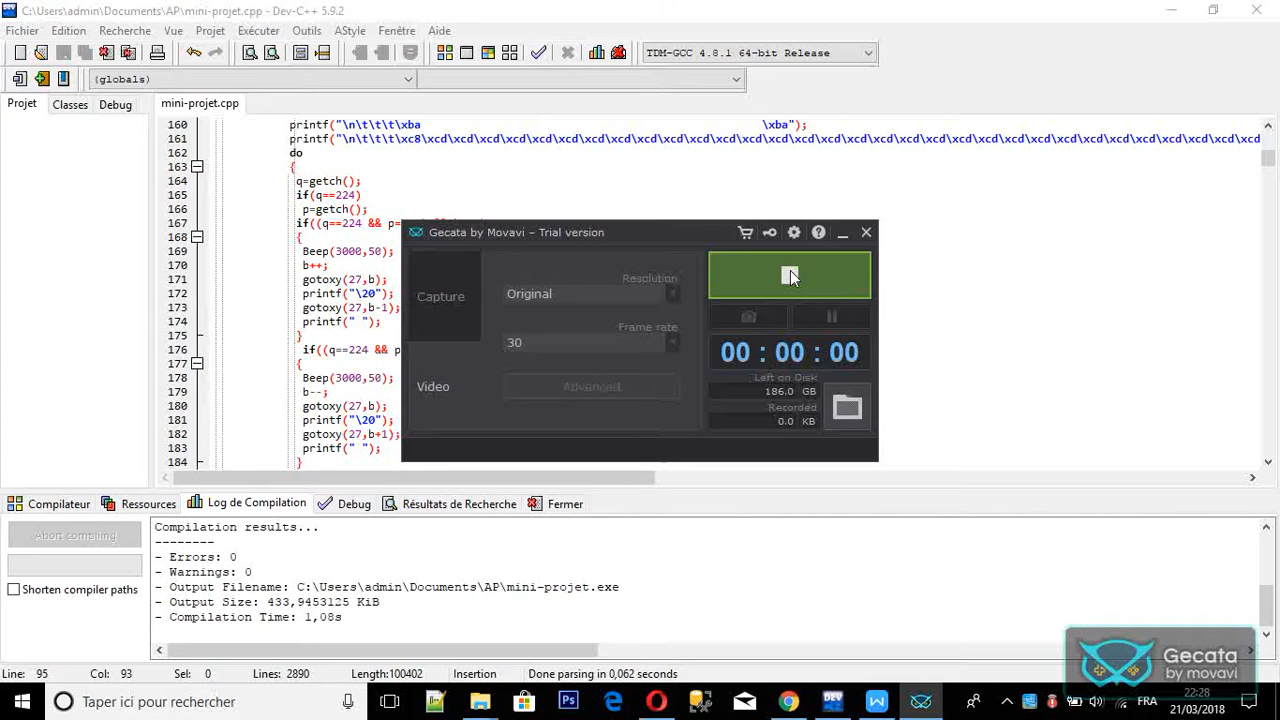 C:\Users\admin\Documents\AP\mini-projet.cpp - Dev-C++ 5.9.2
Fichier Edition Recherche Vue Projet Exécuter Outils AStyle Fenêtre Aide
TDM-GCC 4.8.1 64-bit Release
(globals)
Projet Classes Debug mini-projet.cpp
160 printf("\n\t\t\t\xba \xba");
161 printf("\n\t\t\t\xc8\xcd\xcd\xcd\xcd\xcd\xcd\xcd\xcd\xcd\xcd\xcd\xcd\xcd\xcd\xcd\xcd\xcd\xcd\xcd\xcd\xcd\xcd\xcd\xcd\xcd\xcd\xcd\xcd\xcd\xcd\xcd
162 do
163 {
164 q=getch();
165 if(q==224)
166 p=getch();
167 if((q==224 && p=
168 {
169 Beep(3000,50);
170 b++;
171 gotoxy(27,b);
172 printf("\20");
173 gotoxy(27,b-1);
174 printf(" ");
175 }
176 if((q==224 && p
177 {
178 Beep(3000,50);
179 b--;
180 gotoxy(27,b);
181 printf("\20");
182 gotoxy(27,b+1);
183 printf(" ");
184 }
Gecata by Movavi – Trial version
Capture
Video
Resolution
Original
Frame rate
30
Advanced
00 : 00 : 00
Left on Disk
186.0 GB
Recorded
0.0 KB
Compilateur Ressources Log de Compilation Debug Résultats de Recherche Fermer
Abort compiling
Shorten compiler paths
Compilation results...
--------
- Errors: 0
- Warnings: 0
- Output Filename: C:\Users\admin\Documents\AP\mini-projet.exe
- Output Size: 433,9453125 KiB
- Compilation Time: 1,08s
Line: 95 Col: 93 Sel: 0 Lines: 2890 Length:100402 Insertion Done parsing in 0,062 seconds
Gecata
by movavi
Taper ici pour rechercher
DEV
FRA
22:28
21/03/2018